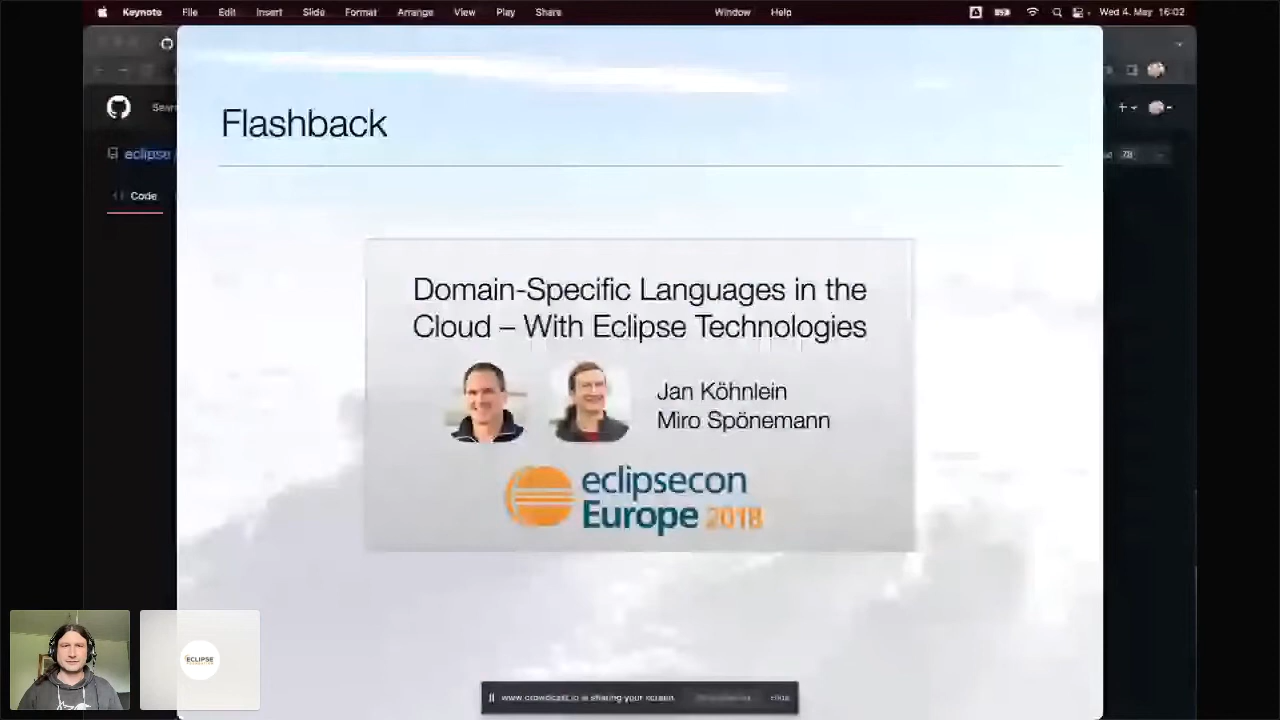 Keynote File Edit Insert Slide Format Arrange View Play Share Window Help Wed 4. May 16:02
eclipse
Code
78
Flashback
Domain-Specific Languages in the
Cloud – With Eclipse Technologies
Jan Köhnlein
Miro Spönemann
eclipsecon
Europe 2018
ECLIPSE
www.crowdcast.io is sharing your screen.